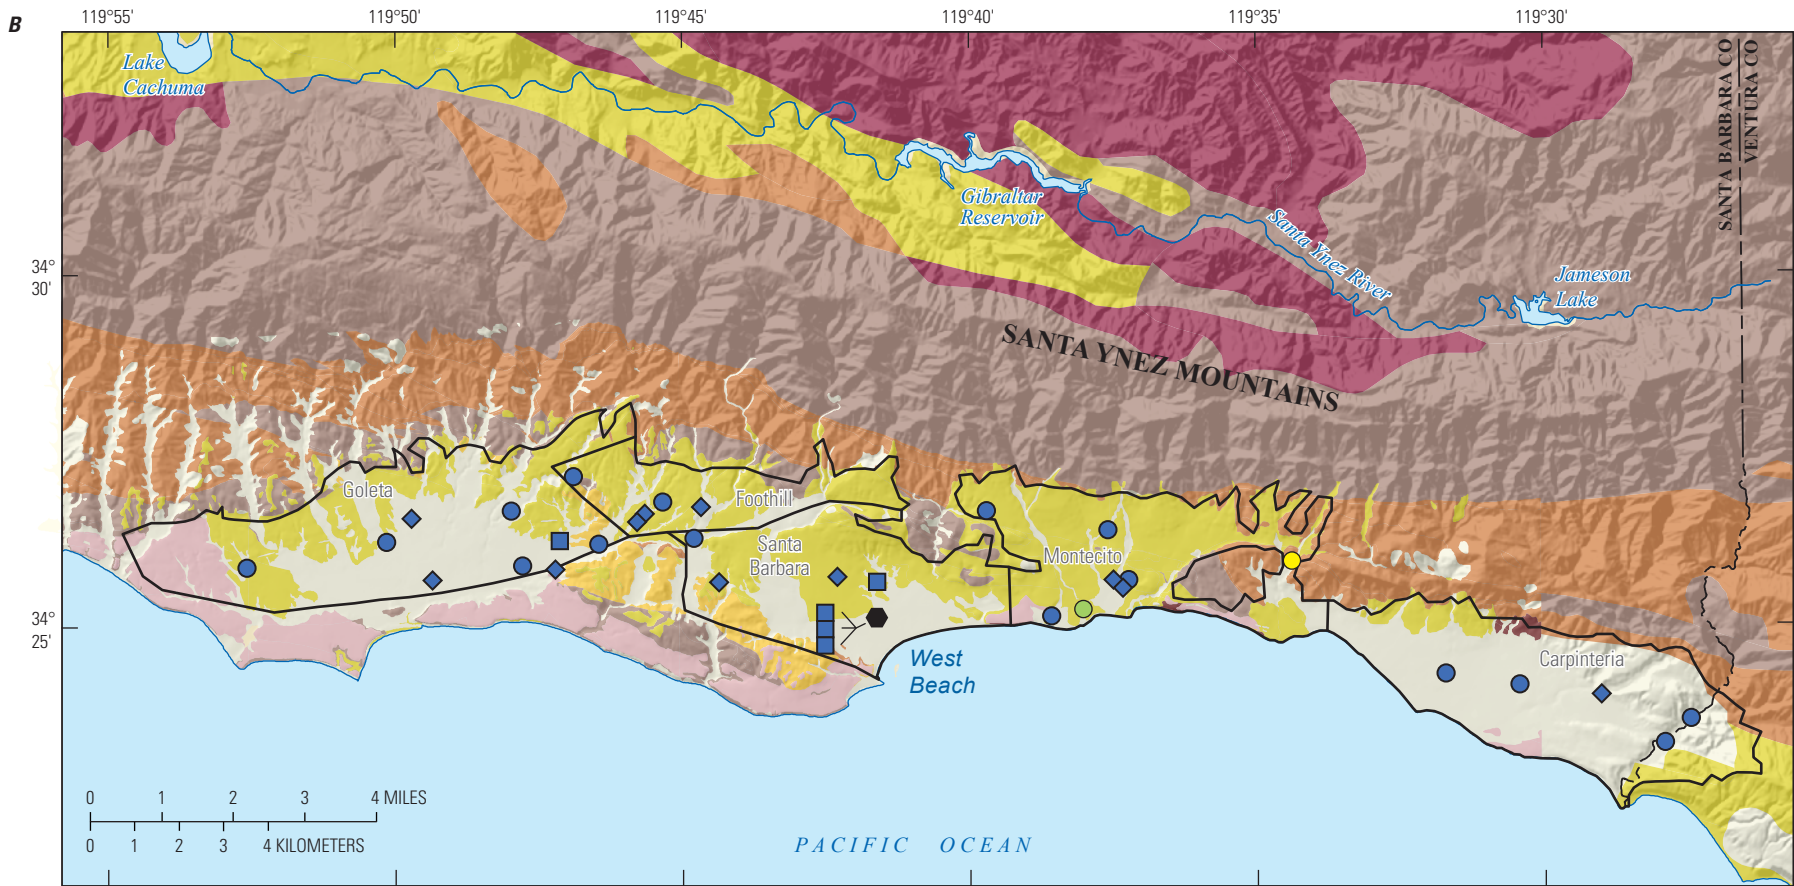 B
119°55'
119°50'
119°45'
119°40'
119°35'
119°30'
Lake
Cachuma
SANTA BARBARA CO
VENTURA CO
Gibraltar
Reservoir
Santa Ynez River
34°
30'
Jameson
Lake
SANTA YNEZ MOUNTAINS
Goleta
Foothill
Santa
Barbara
Montecito
34°
25'
Carpinteria
West
Beach
0 1 2 3 4 MILES
0 1 2 3 4 KILOMETERS
PACIFIC OCEAN